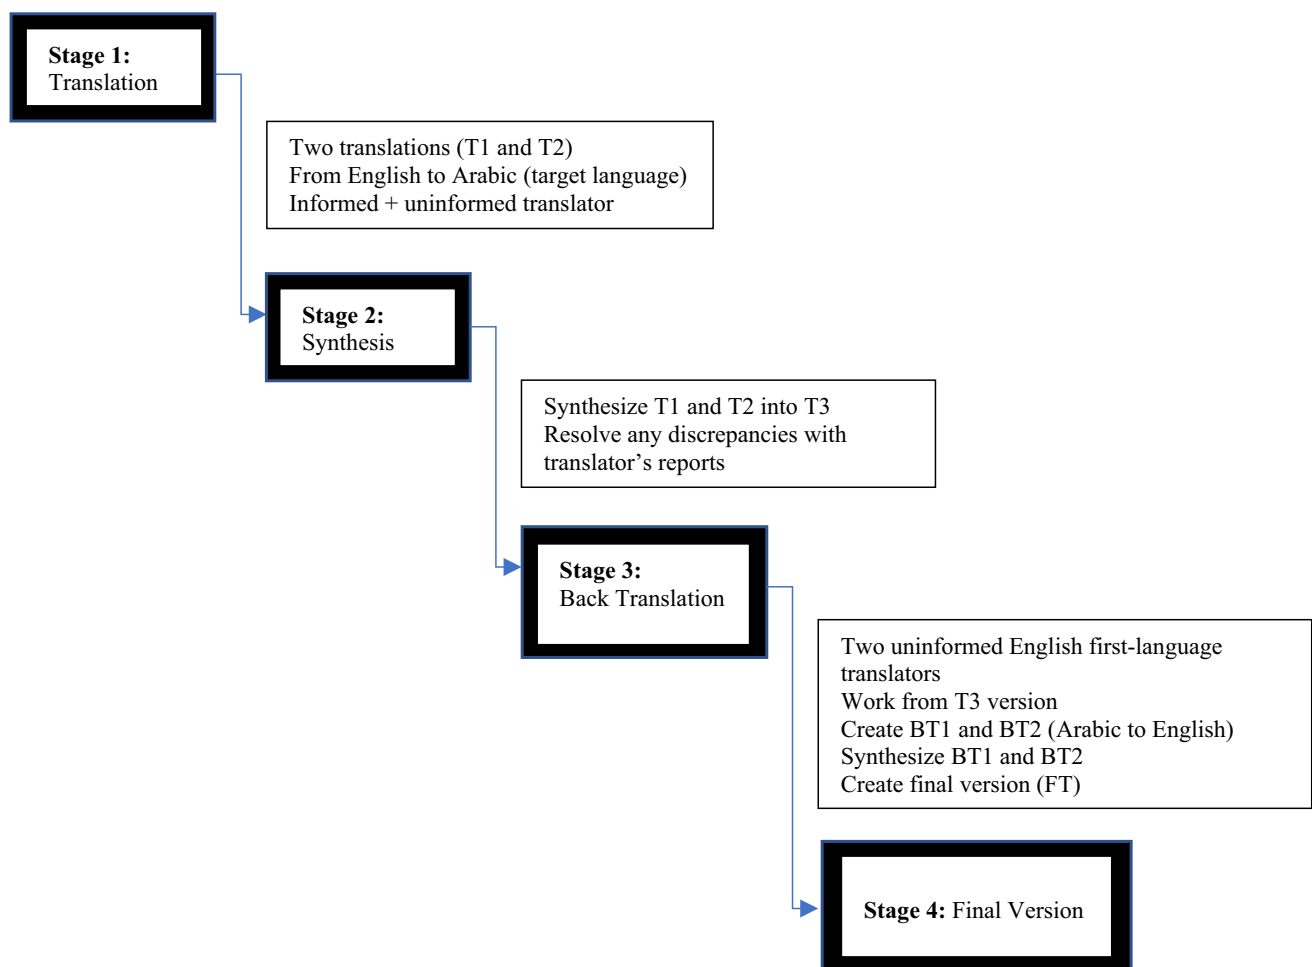 Stage 1:
Translation
Two translations (T1 and T2)
From English to Arabic (target language)
Informed + uninformed translator
Stage 2:
Synthesis
Synthesize T1 and T2 into T3
Resolve any discrepancies with
translator’s reports
Stage 3:
Back Translation
Two uninformed English first-language
translators
Work from T3 version
Create BT1 and BT2 (Arabic to English)
Synthesize BT1 and BT2
Create final version (FT)
Stage 4: Final Version